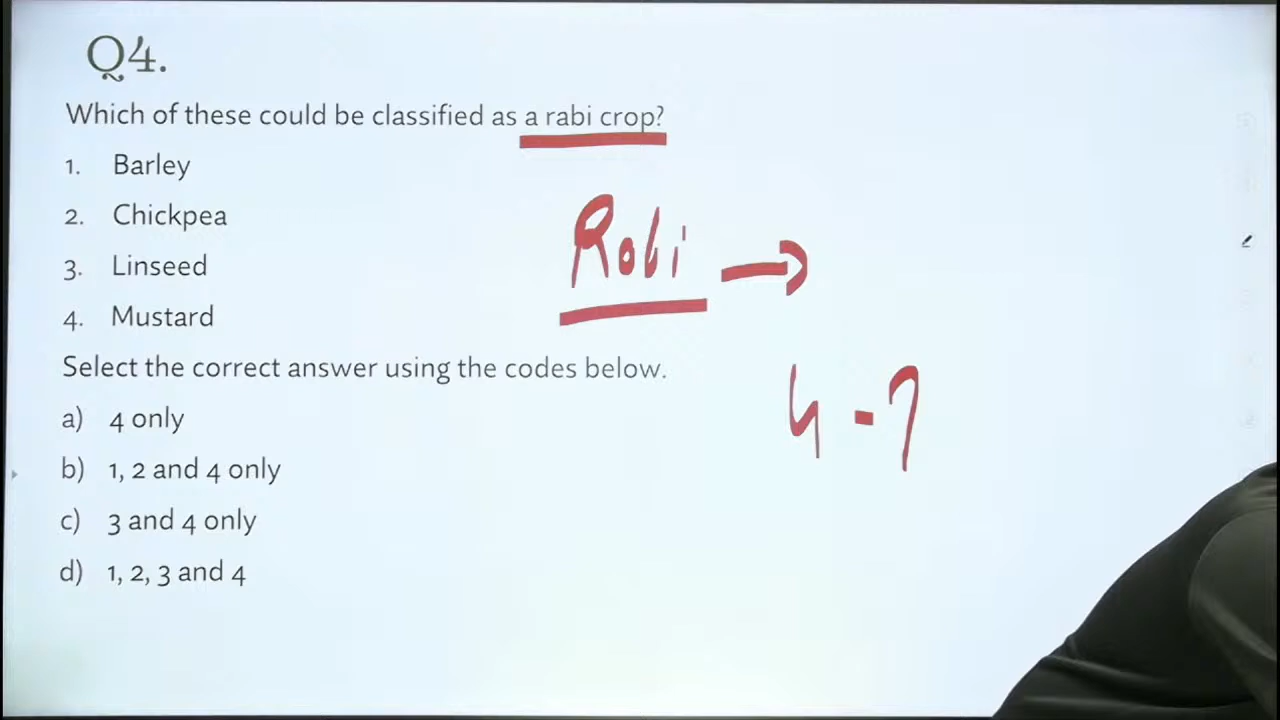 Q4.
Which of these could be classified as a rabi crop?
1. Barley
2. Chickpea
3. Linseed
4. Mustard
Rabi →
Select the correct answer using the codes below.
4 - 7
a) 4 only
b) 1, 2 and 4 only
c) 3 and 4 only
d) 1, 2, 3 and 4